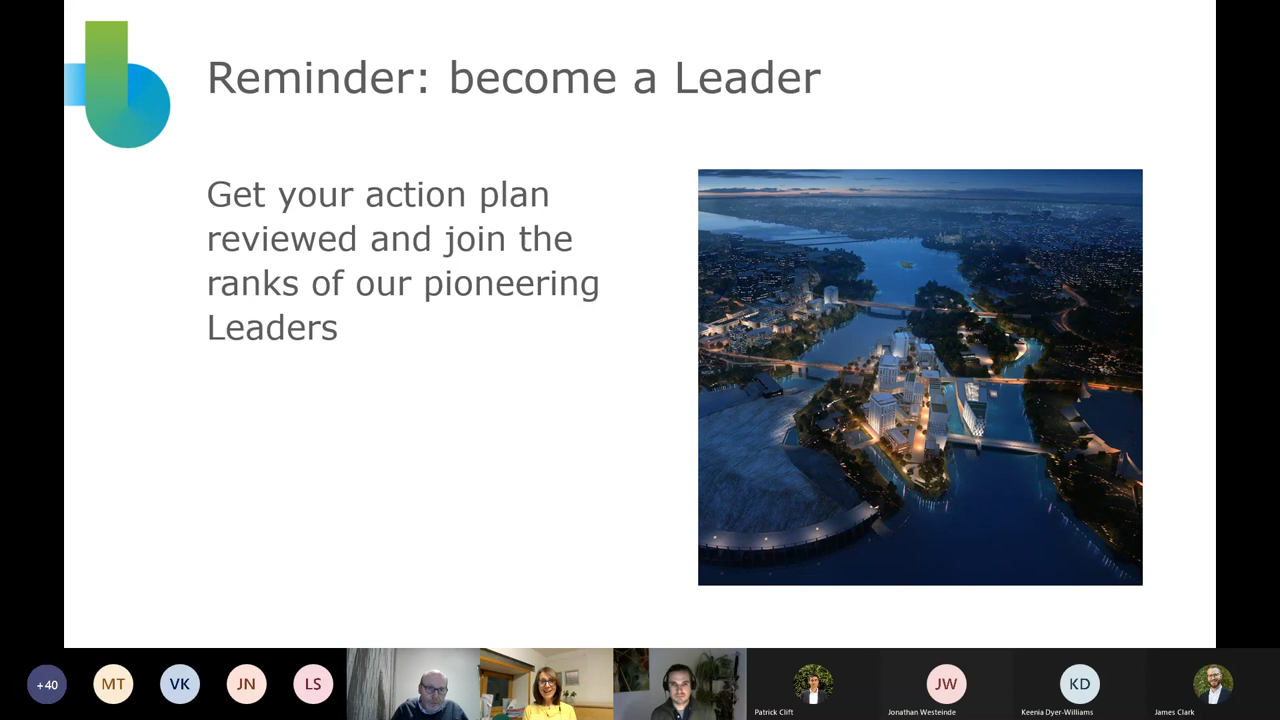 Reminder: become a Leader
Get your action plan
reviewed and join the
ranks of our pioneering
Leaders
+40
MT
VK
JN
LS
Patrick Clift
JW
Jonathan Westeinde
KD
Keenia Dyer-Williams
James Clark